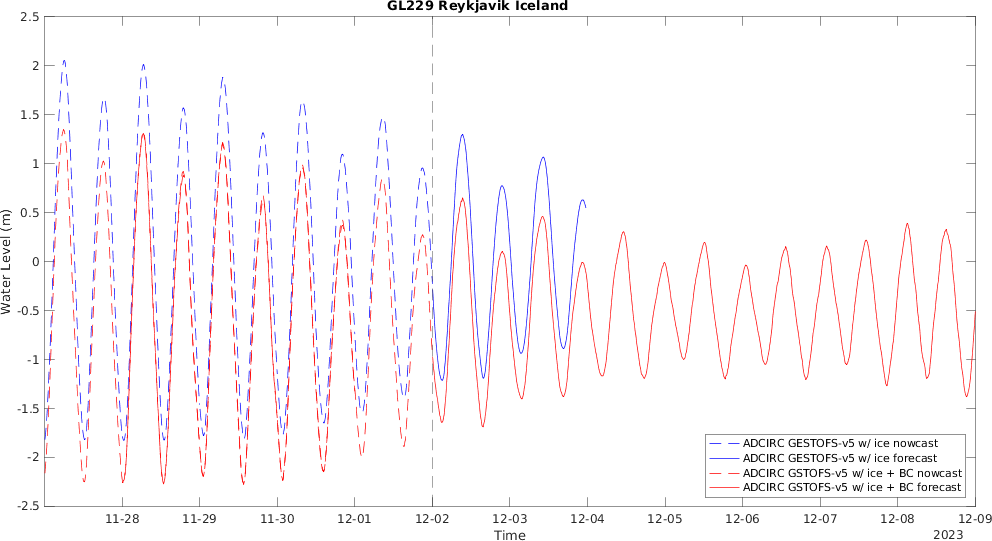 GL229 Reykjavik Iceland
2.5
2
1.5
1
0.5
0
-0.5
-1
-1.5
-2
-2.5
Water Level (m)
ADCIRC GESTOFS-v5 w/ ice nowcast
ADCIRC GESTOFS-v5 w/ ice forecast
ADCIRC GSTOFS-v5 w/ ice + BC nowcast
ADCIRC GSTOFS-v5 w/ ice + BC forecast
11-28 11-29 11-30 12-01 12-02 12-03 12-04 12-05 12-06 12-07 12-08 12-09
Time
2023